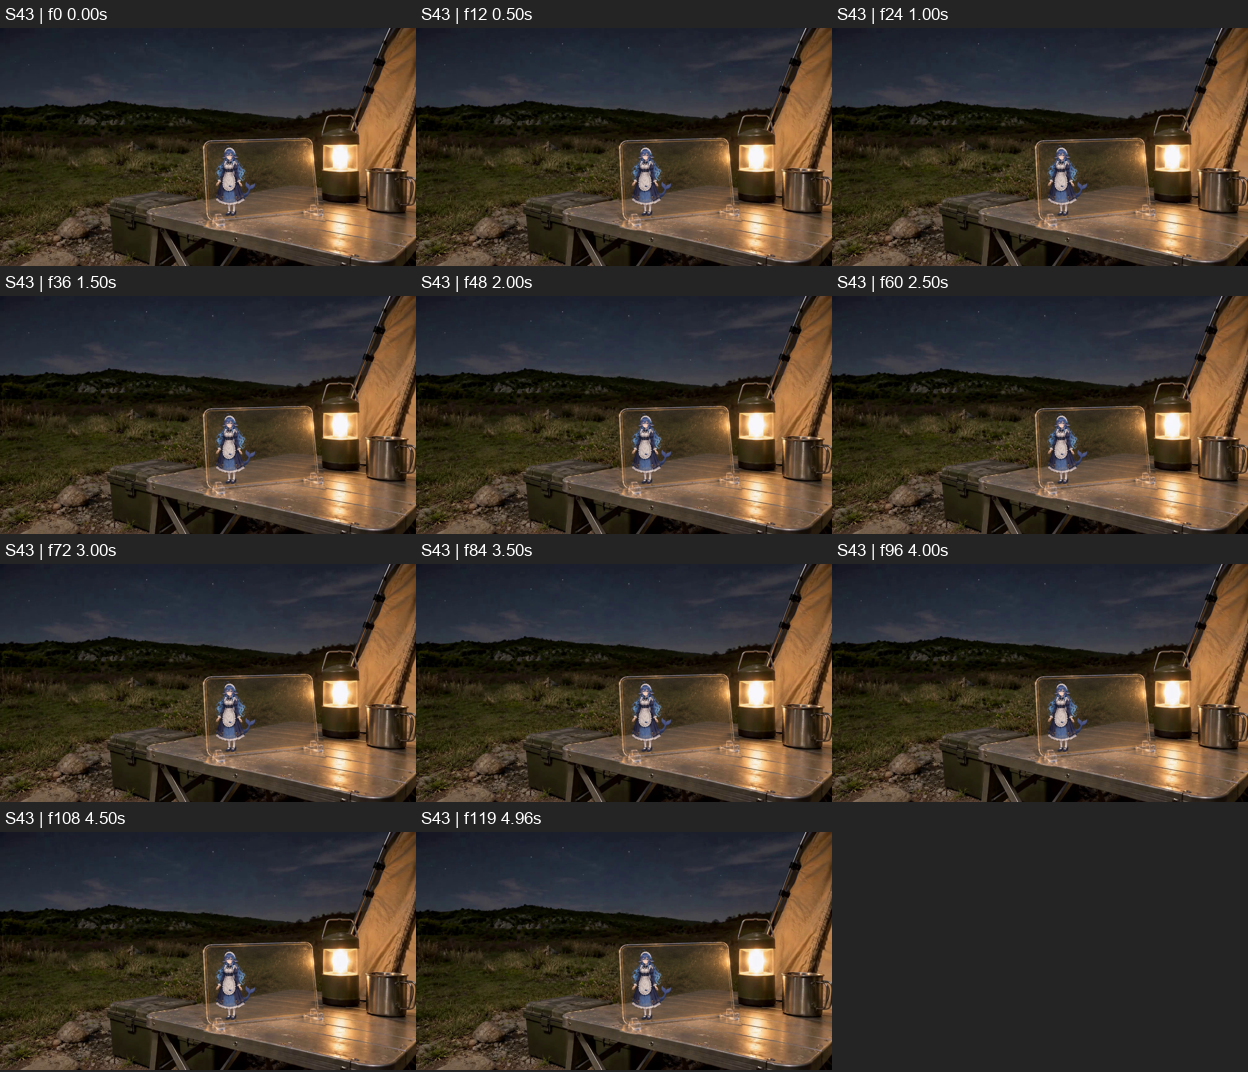 S43 | f0 0.00s
S43 | f12 0.50s
S43 | f24 1.00s
S43 | f36 1.50s
S43 | f48 2.00s
S43 | f60 2.50s
S43 | f72 3.00s
S43 | f84 3.50s
S43 | f96 4.00s
S43 | f108 4.50s
S43 | f119 4.96s